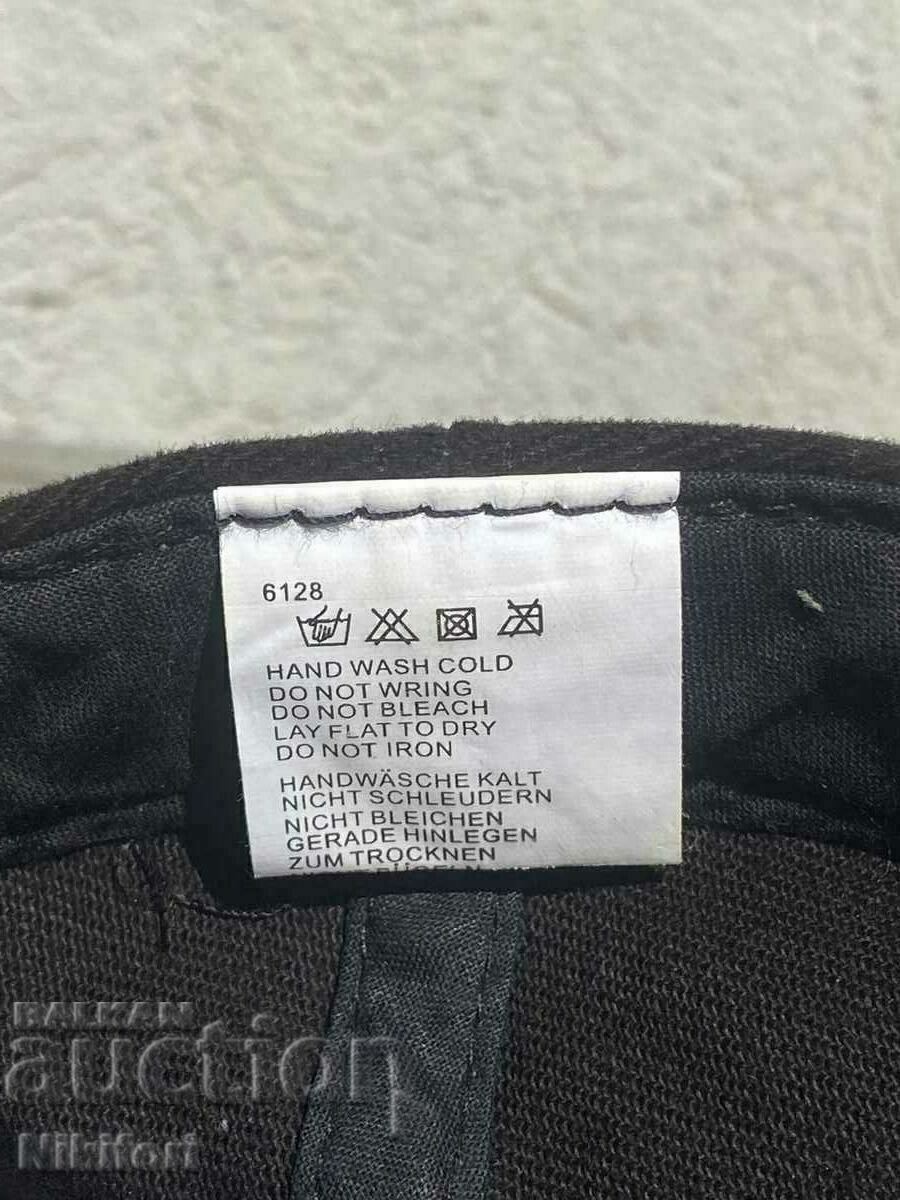 6128
HAND WASH COLD
DO NOT WRING
DO NOT BLEACH
LAY FLAT TO DRY
DO NOT IRON
HANDWÄSCHE KALT
NICHT SCHLEUDERN
NICHT BLEICHEN
GERADE HINLEGEN
ZUM TROCKNEN
BALKAN
auction
Nikifori